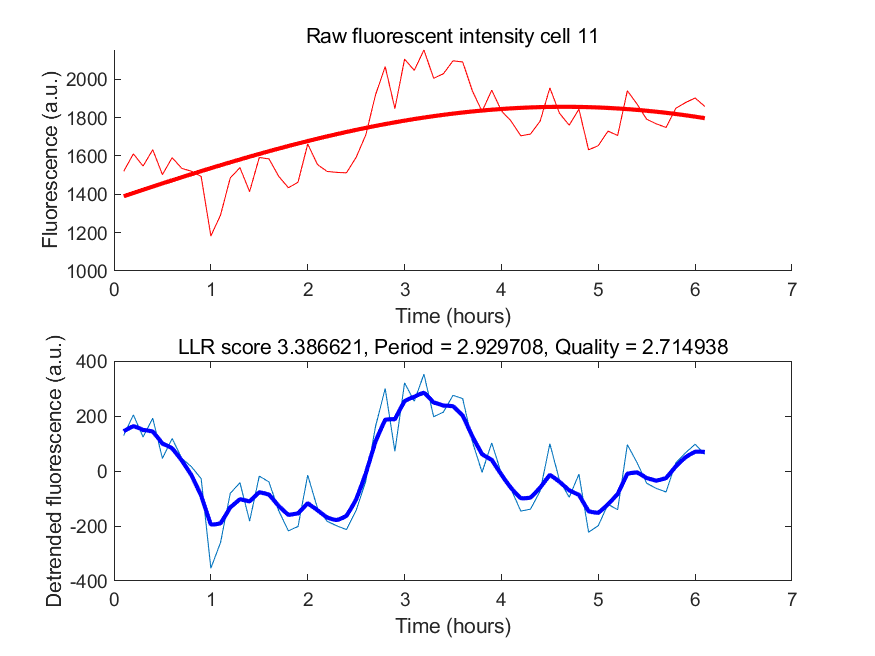 Raw fluorescent intensity cell 11
Fluorescence (a.u.)
2000
1800
1600
1400
1200
1000
0 1 2 3 4 5 6 7
Time (hours)
LLR score 3.386621, Period = 2.929708, Quality = 2.714938
Detrended fluorescence (a.u.)
400
200
0
-200
-400
0 1 2 3 4 5 6 7
Time (hours)